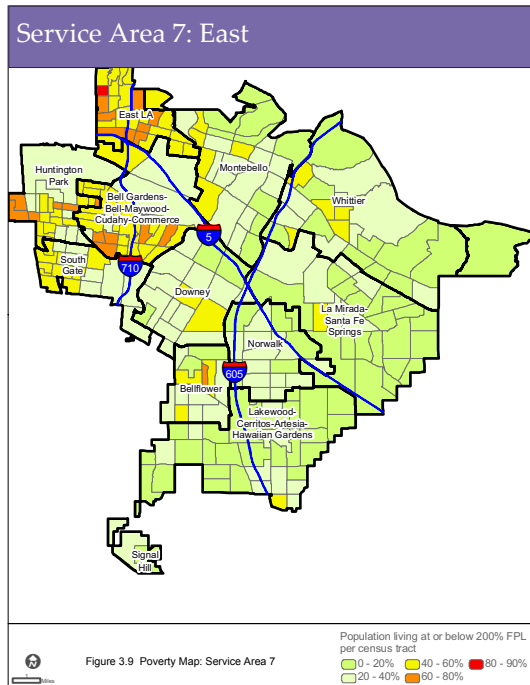 Service Area 7: East
East LA
Huntington
Park
Montebello
Bell Gardens-
Bell-Maywood-
Cudahy-Commerce
Whittier
5
South
Gate
710
Downey
La Mirada-
Santa Fe
Springs
Norwalk
605
Bellflower
Lakewood-
Cerritos-Artesia-
Hawaiian Gardens
Signal
Hill
N
1
Miles
Figure 3.9 Poverty Map: Service Area 7
Population living at or below 200% FPL
per census tract
0 - 20% 40 - 60% 80 - 90%
20 - 40% 60 - 80%